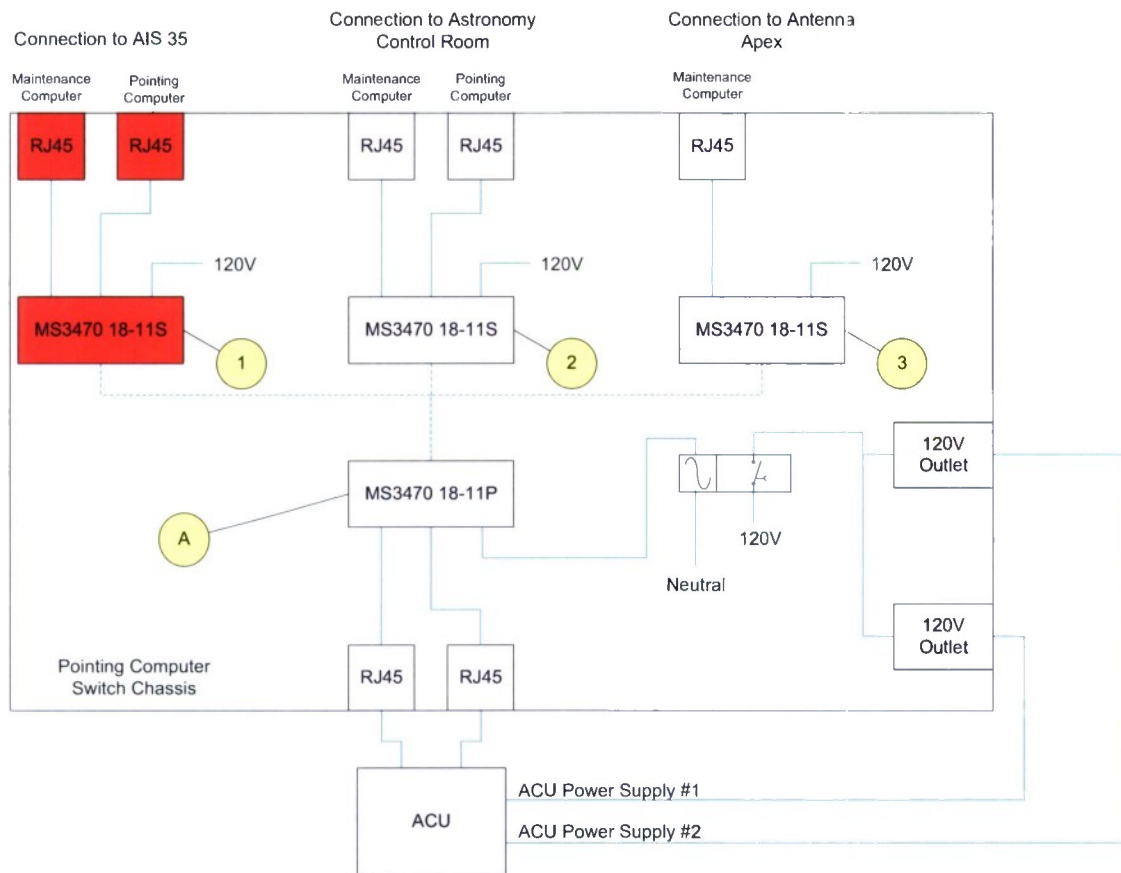 Connection to AIS 35
Connection to Astronomy
Control Room
Connection to Antenna
Apex
Maintenance
Computer
Pointing
Computer
Maintenance
Computer
Pointing
Computer
Maintenance
Computer
RJ45
RJ45
RJ45
RJ45
RJ45
120V
120V
120V
MS3470 18-11S
MS3470 18-11S
MS3470 18-11S
1
2
3
120V
Outlet
MS3470 18-11P
A
120V
Neutral
120V
Outlet
Pointing Computer
Switch Chassis
RJ45
RJ45
ACU
ACU Power Supply #1
ACU Power Supply #2